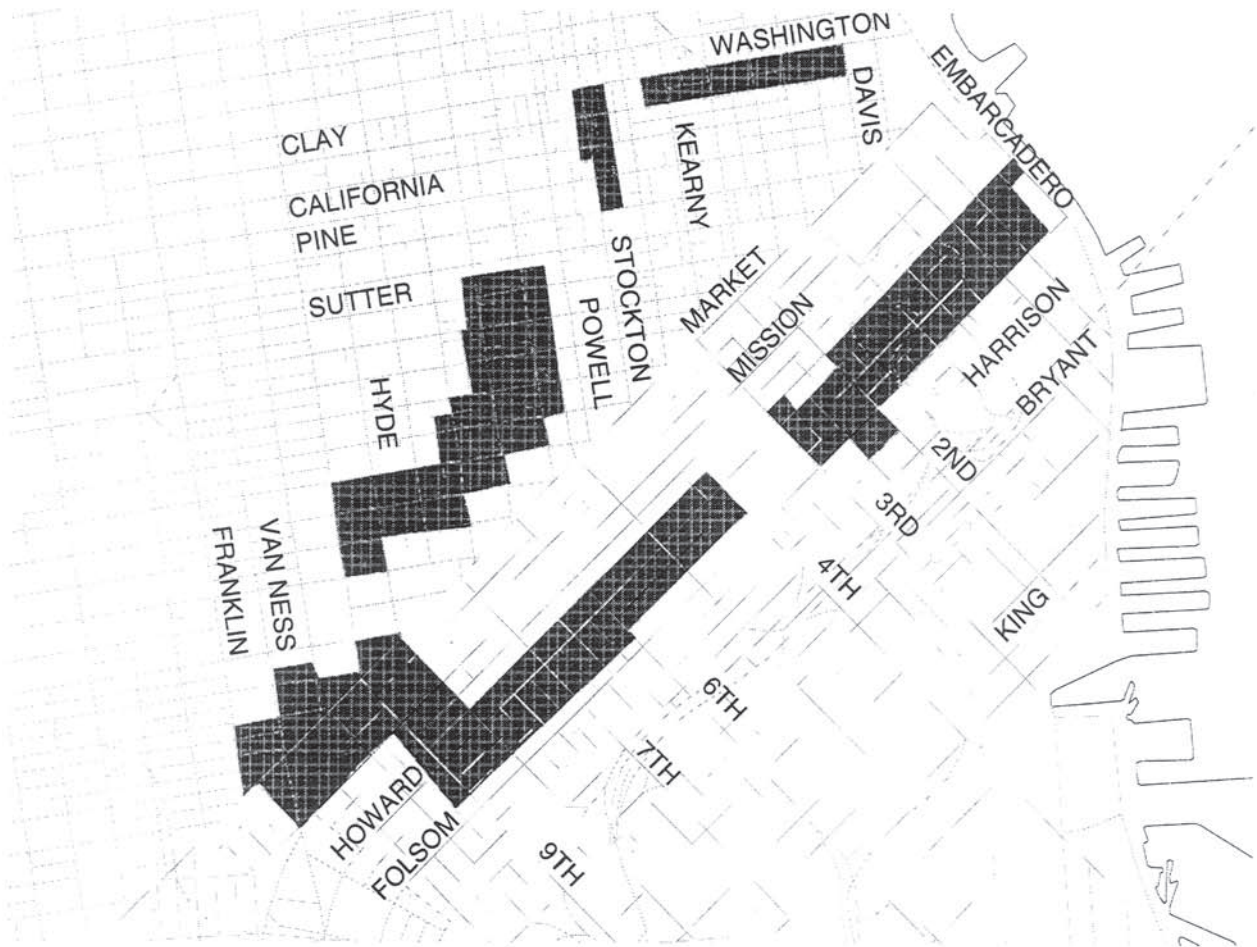 WASHINGTON
EMBARCADERO
DAVIS
CLAY
KEARNY
CALIFORNIA
PINE
STOCKTON
SUTTER
POWELL
MARKET
MISSION
HARRISON
BRYANT
HYDE
2ND
3RD
VAN NESS
FRANKLIN
4TH
KING
6TH
7TH
HOWARD
FOLSOM
9TH